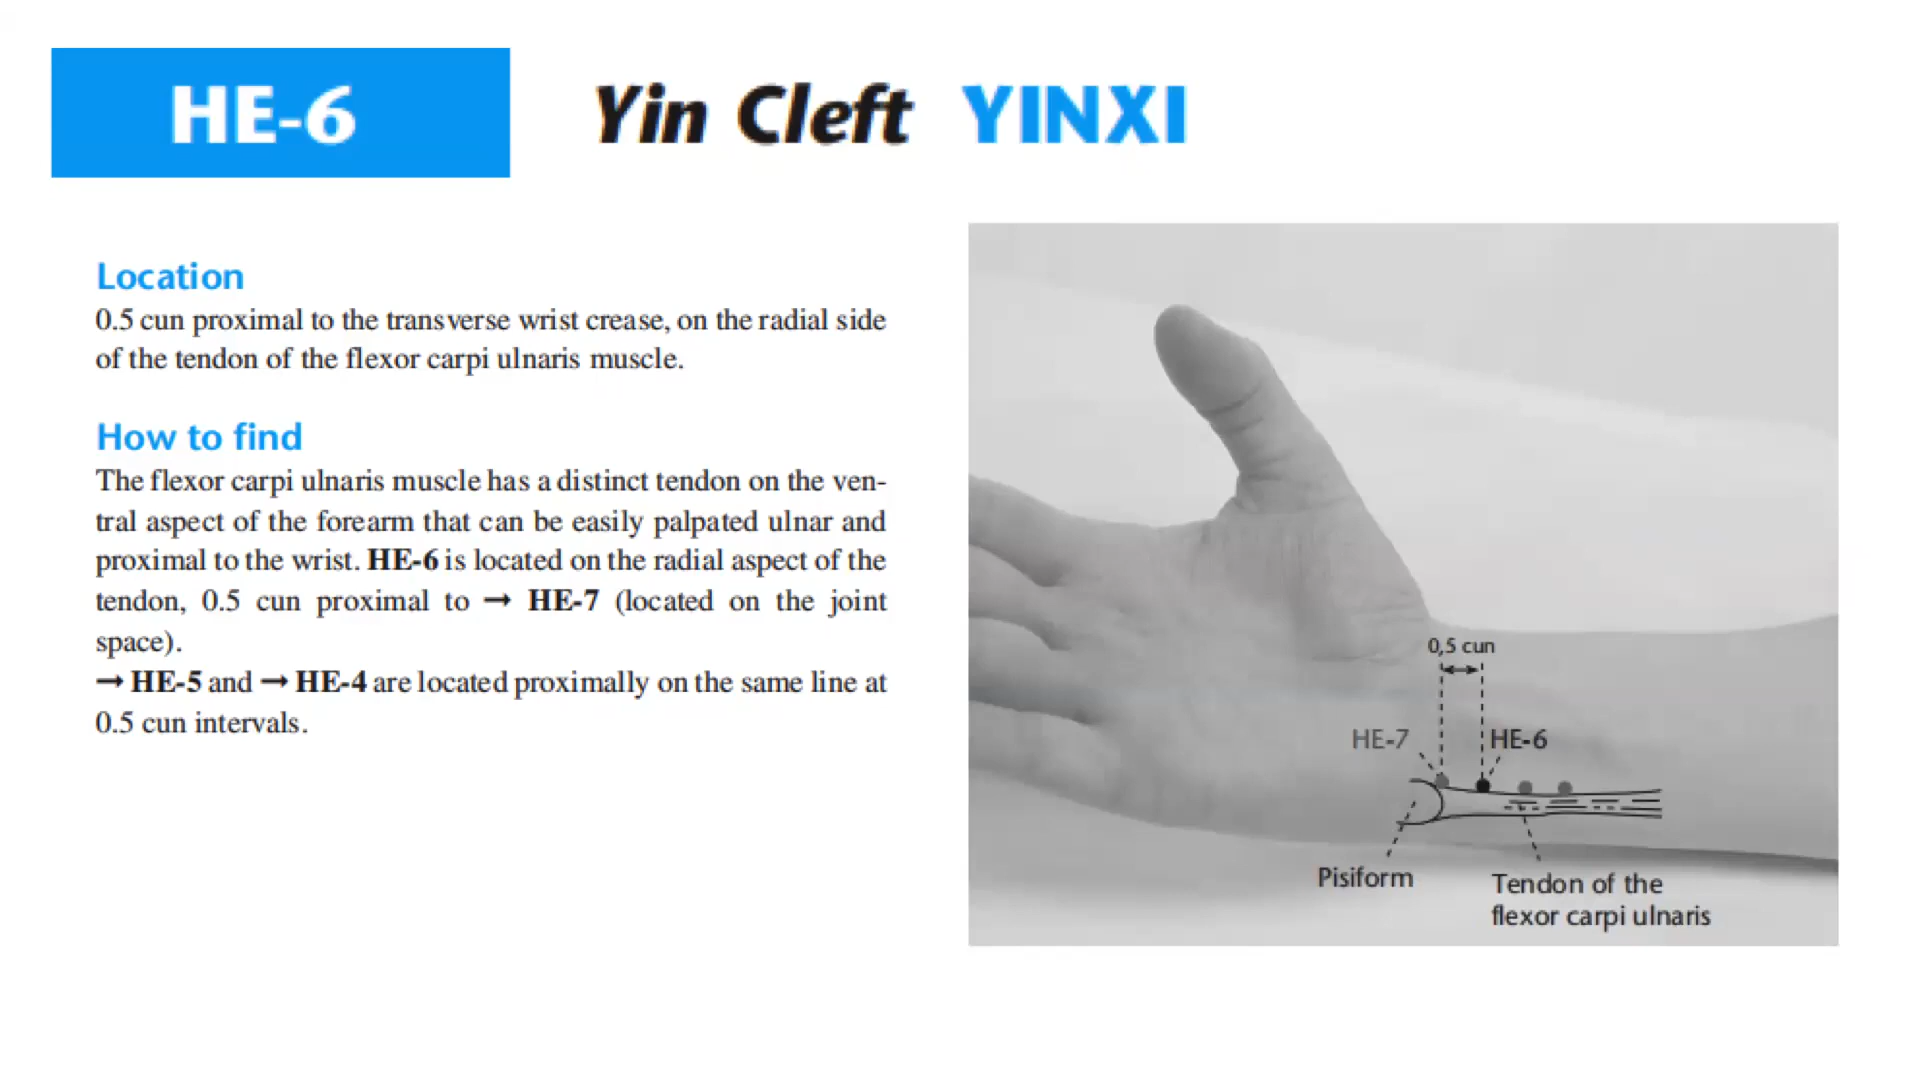 HE-6
Yin Cleft YINXI
Location
0.5 cun proximal to the transverse wrist crease, on the radial side
of the tendon of the flexor carpi ulnaris muscle.
How to find
The flexor carpi ulnaris muscle has a distinct tendon on the ven-
tral aspect of the forearm that can be easily palpated ulnar and
proximal to the wrist. HE-6 is located on the radial aspect of the
tendon, 0.5 cun proximal to → HE-7 (located on the joint
space).
→ HE-5 and → HE-4 are located proximally on the same line at
0.5 cun intervals.
0,5 cun
HE-7
HE-6
Pisiform
Tendon of the
flexor carpi ulnaris